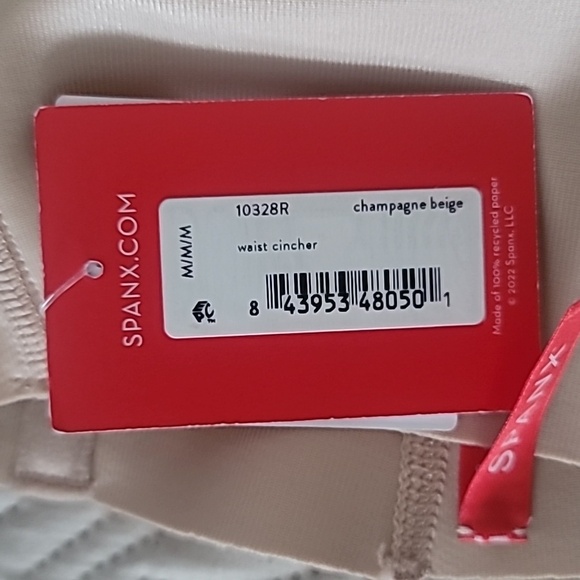 SPANX.COM
10328R champagne beige
M/M/M
waist cincher
8 43953 48050 1
Made of 100% recycled paper
© 2022 Spanx, LLC
SPANX